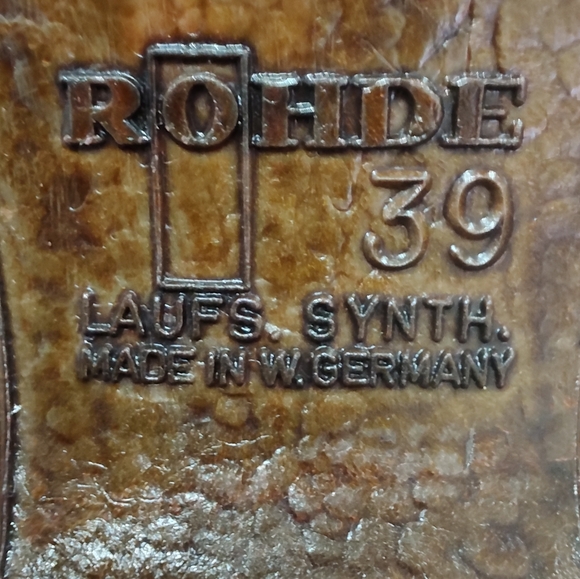 ROHDE
39
LAUFS. SYNTH.
MADE IN W. GERMANY